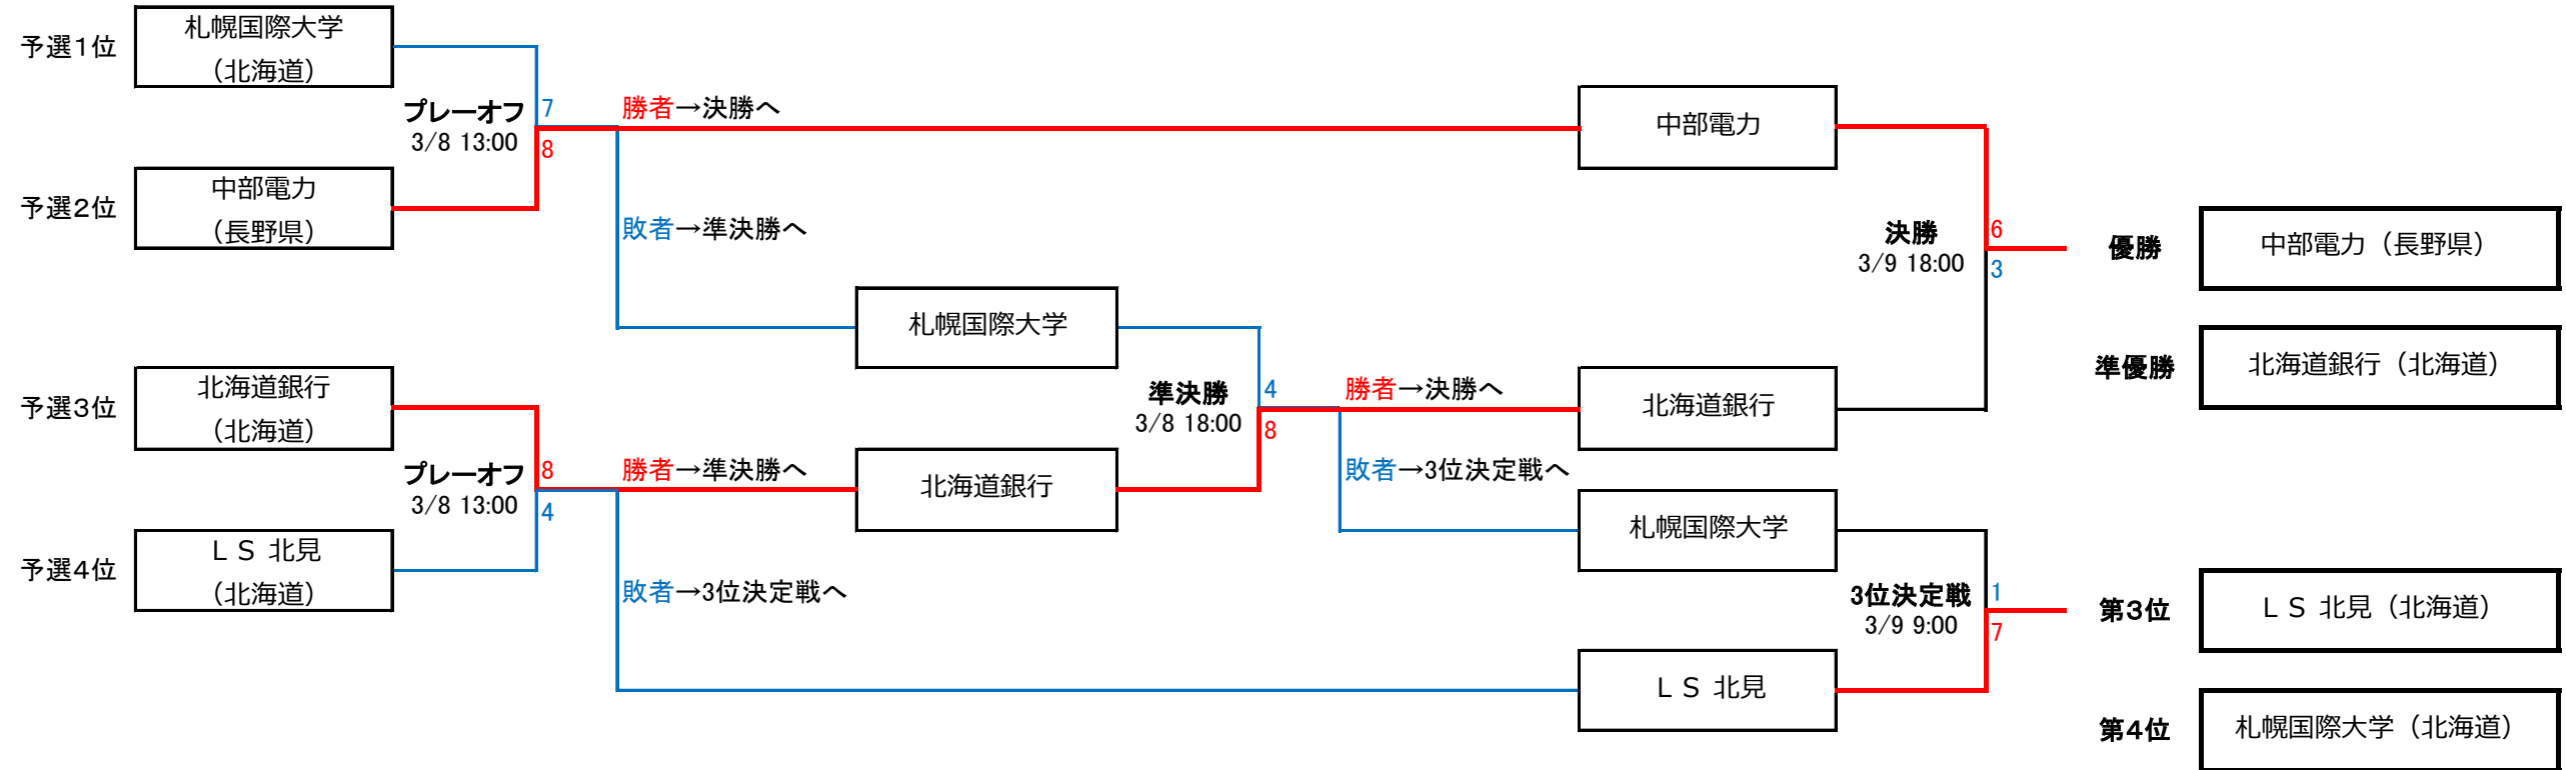 予選1位
札幌国際大学
（北海道）
プレーオフ
3/8 13:00
7
8
勝者→決勝へ
予選2位
中部電力
（長野県）
敗者→準決勝へ
中部電力
決勝
3/9 18:00
6
3
優勝
中部電力（長野県）
準優勝
北海道銀行（北海道）
札幌国際大学
予選3位
北海道銀行
（北海道）
プレーオフ
3/8 13:00
8
4
勝者→準決勝へ
北海道銀行
準決勝
3/8 18:00
4
8
勝者→決勝へ
北海道銀行
敗者→3位決定戦へ
札幌国際大学
予選4位
ＬＳ 北見
（北海道）
敗者→3位決定戦へ
3位決定戦
3/9 9:00
1
7
第3位
ＬＳ 北見（北海道）
ＬＳ 北見
第4位
札幌国際大学（北海道）